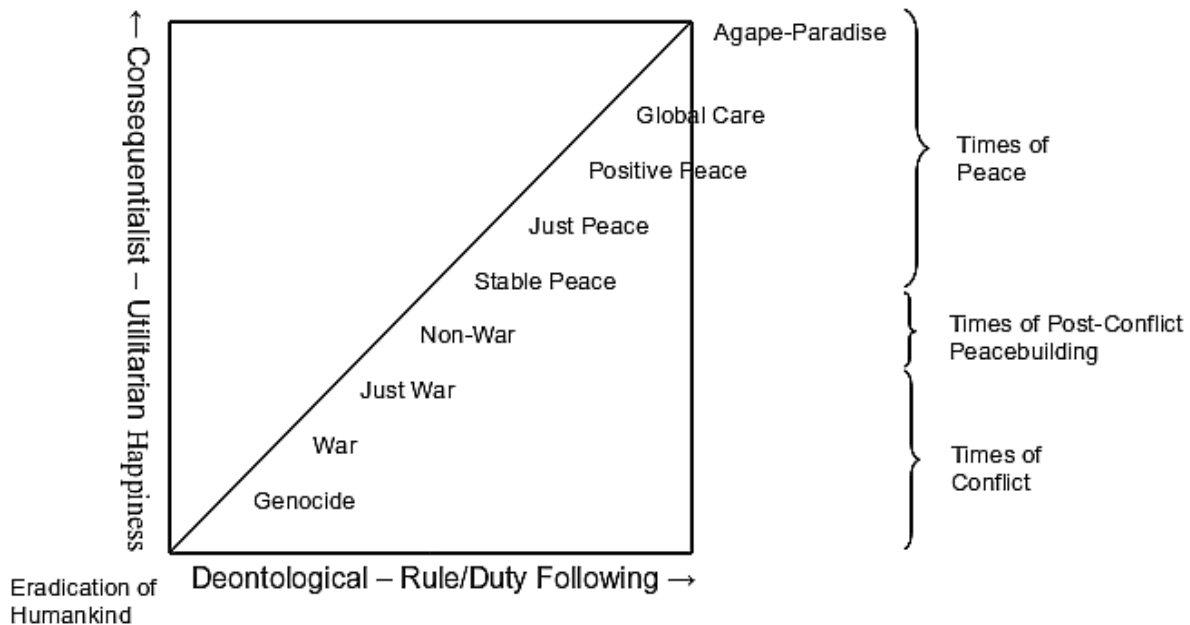 ← Consequentialist – Utilitarian Happiness
Agape-Paradise
Global Care
Positive Peace
Just Peace
Stable Peace
Non-War
Just War
War
Genocide
Times of
Peace
Times of Post-Conflict
Peacebuilding
Times of
Conflict
Eradication of
Humankind
Deontological – Rule/Duty Following →